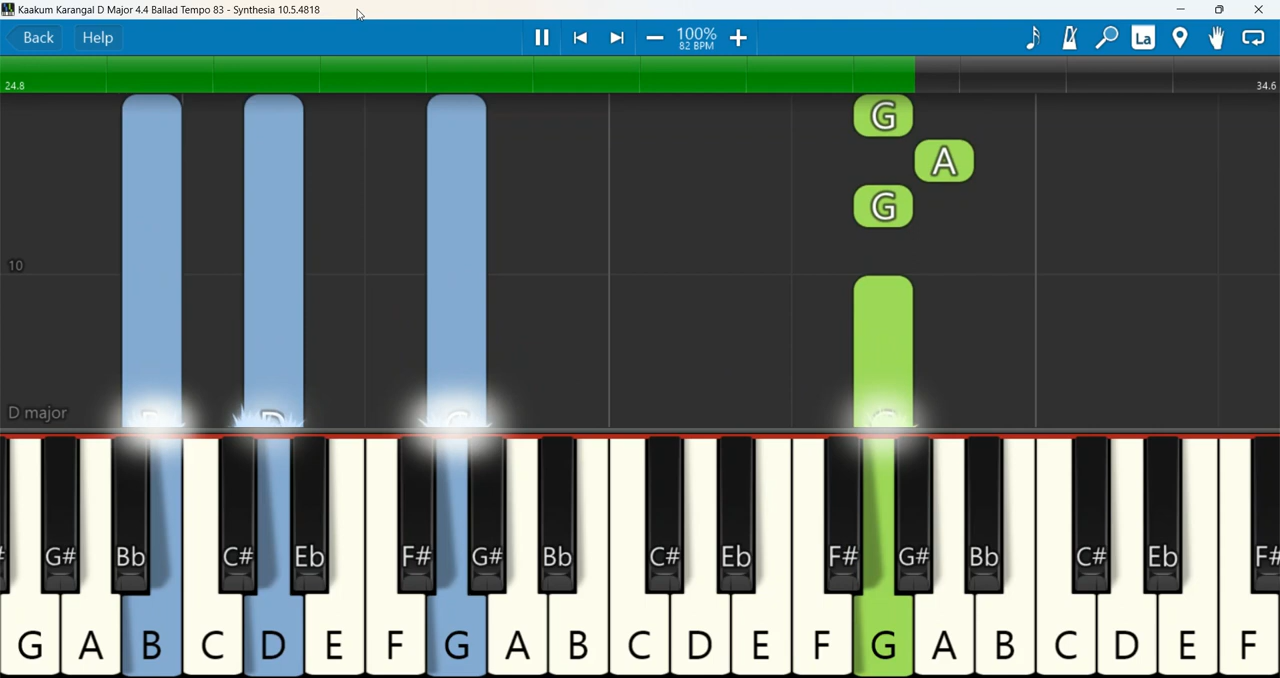 Kaakum Karangal D Major 4.4 Ballad Tempo 83 - Synthesia 10.5.4818
Back Help 100% La
82 BPM
24.8 34.6
G
A
G
10
D major
G# Bb C# Eb F# G# Bb C# Eb F# G# Bb C# Eb F#
G A B C D E F G A B C D E F G A B C D E F